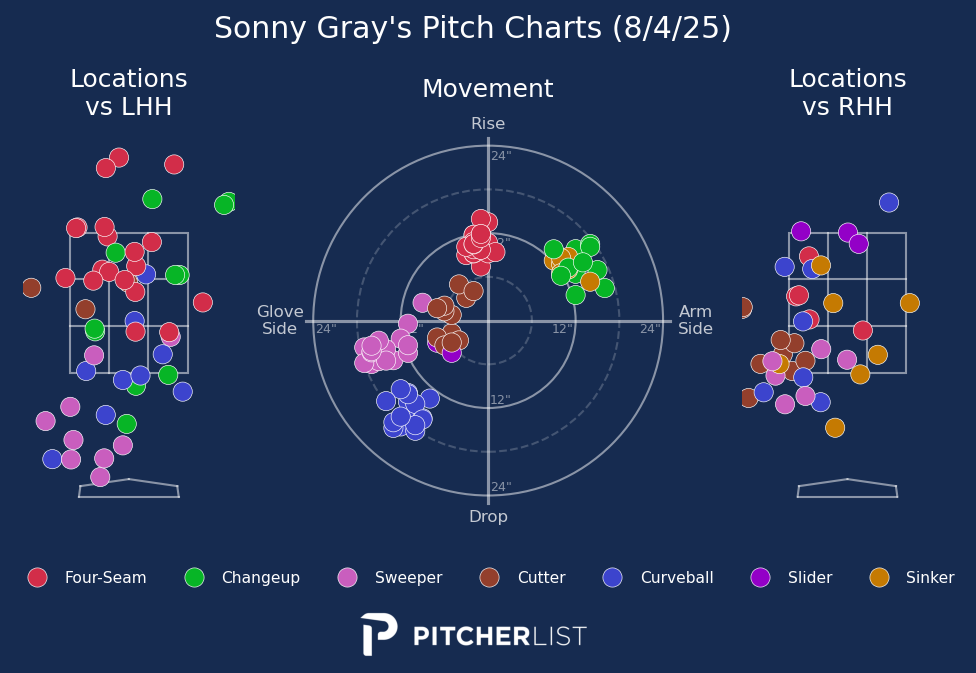 Sonny Gray's Pitch Charts (8/4/25)
Locations
vs LHH
Movement
Locations
vs RHH
Rise
24"
12"
Glove
Side
24"
12"
12"
24"
Arm
Side
12"
24"
Drop
Four-Seam
Changeup
Sweeper
Cutter
Curveball
Slider
Sinker
PITCHERLIST